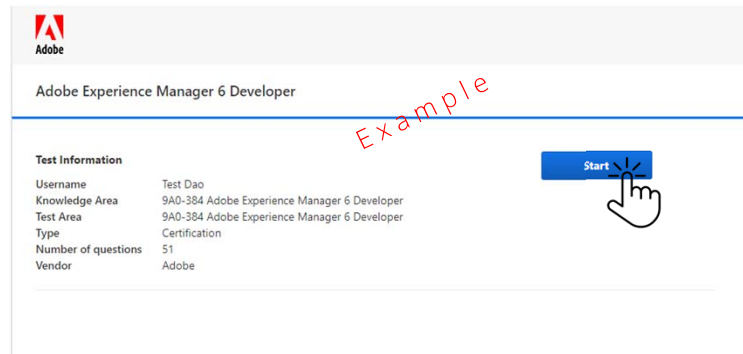 Adobe
Adobe Experience Manager 6 Developer
Example
Test Information
Start
Username Test Dao
Knowledge Area 9A0-384 Adobe Experience Manager 6 Developer
Test Area 9A0-384 Adobe Experience Manager 6 Developer
Type Certification
Number of questions 51
Vendor Adobe